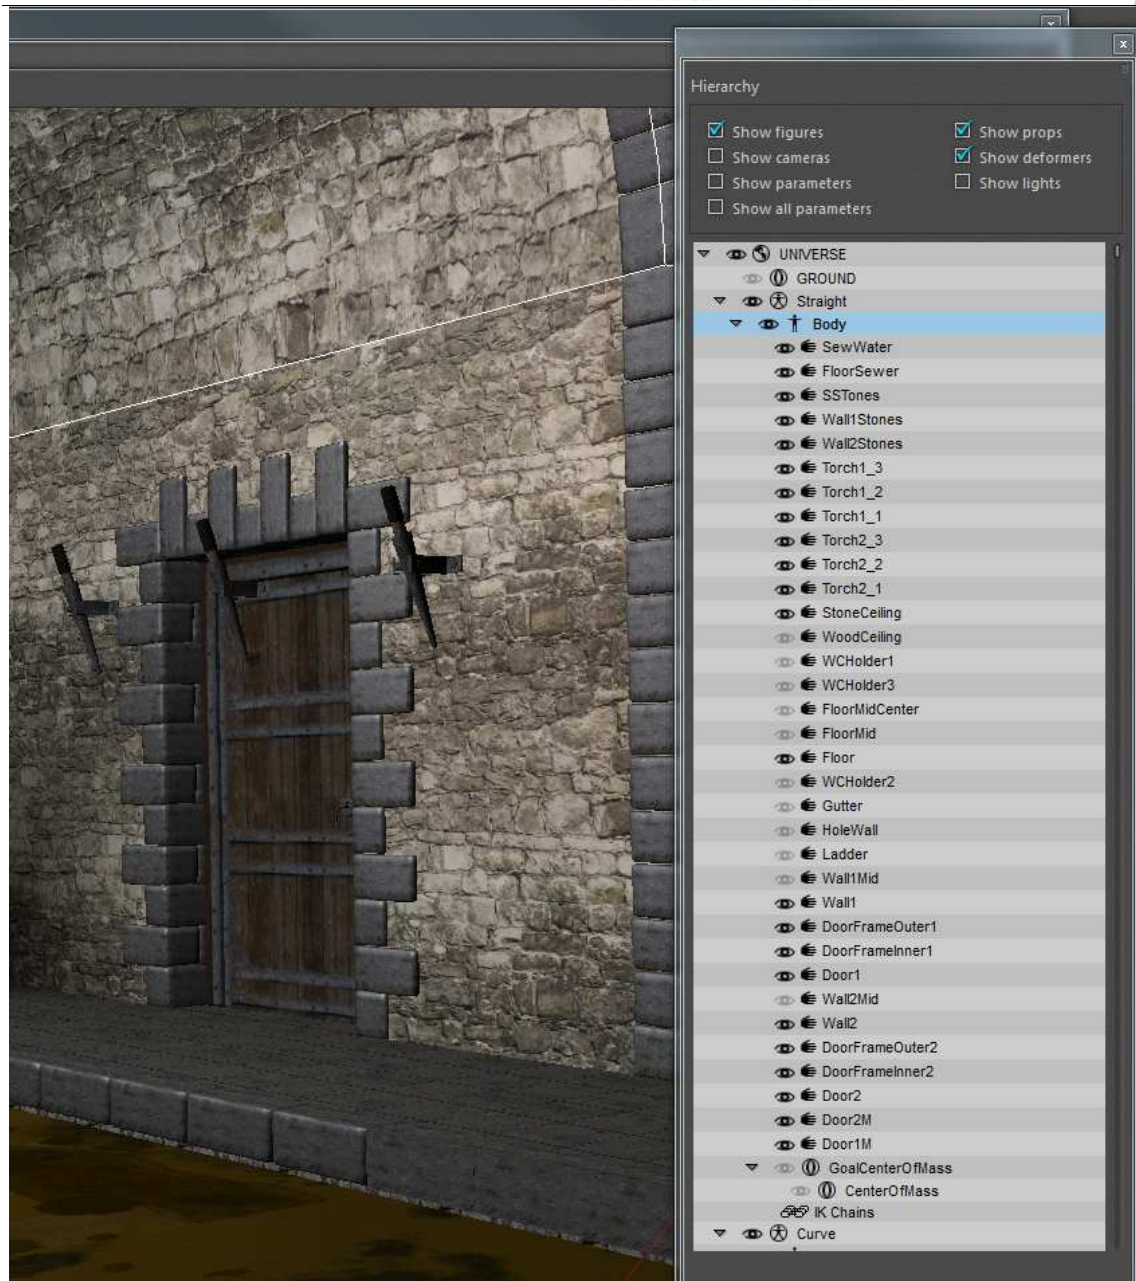 Hierarchy
Show figures
Show props
Show cameras
Show deformers
Show parameters
Show lights
Show all parameters
UNIVERSE
GROUND
Straight
Body
SewWater
FloorSewer
SSTones
Wall1Stones
Wall2Stones
Torch1_3
Torch1_2
Torch1_1
Torch2_3
Torch2_2
Torch2_1
StoneCeiling
WoodCeiling
WCHolder1
WCHolder3
FloorMidCenter
FloorMid
Floor
WCHolder2
Gutter
HoleWall
Ladder
Wall1Mid
Wall1
DoorFrameOuter1
DoorFrameInner1
Door1
Wall2Mid
Wall2
DoorFrameOuter2
DoorFrameInner2
Door2
Door2M
Door1M
GoalCenterOfMass
CenterOfMass
IK Chains
Curve